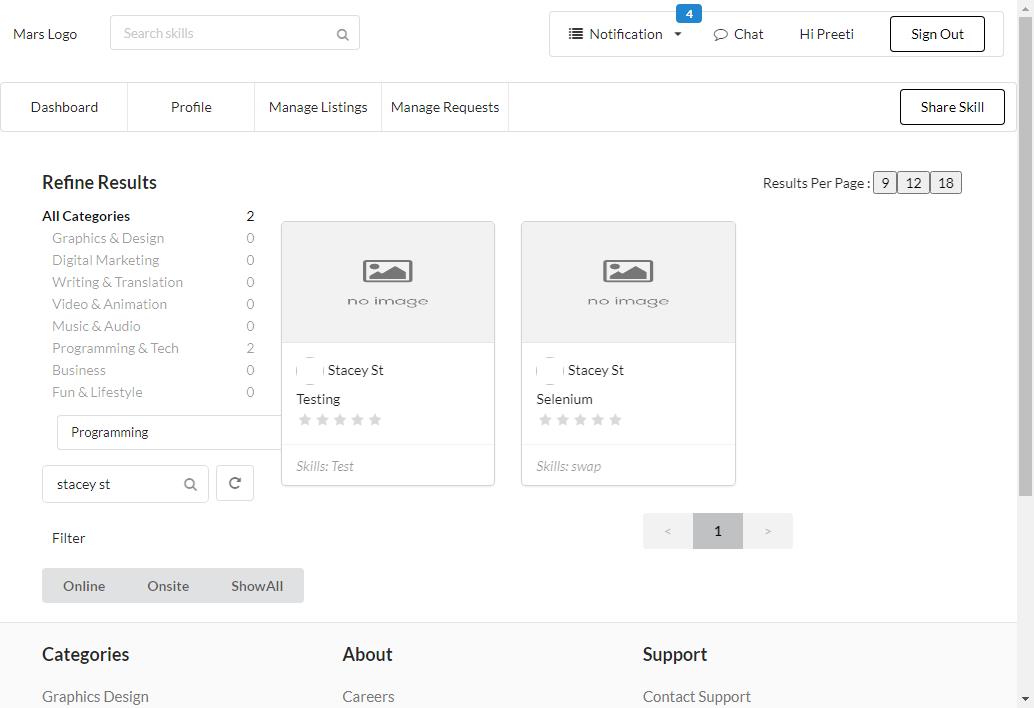 Mars Logo
Search skills
Notification
4
Chat
Hi Preeti
Sign Out
Dashboard
Profile
Manage Listings
Manage Requests
Share Skill
Refine Results
Results Per Page : 9 12 18
All Categories 2
Graphics & Design 0
Digital Marketing 0
Writing & Translation 0
Video & Animation 0
Music & Audio 0
Programming & Tech 2
Business 0
Fun & Lifestyle 0
Programming
stacey st
Filter
Online Onsite ShowAll
no image
Stacey St
Testing
Skills: Test
no image
Stacey St
Selenium
Skills: swap
< 1 >
Categories
Graphics Design
About
Careers
Support
Contact Support